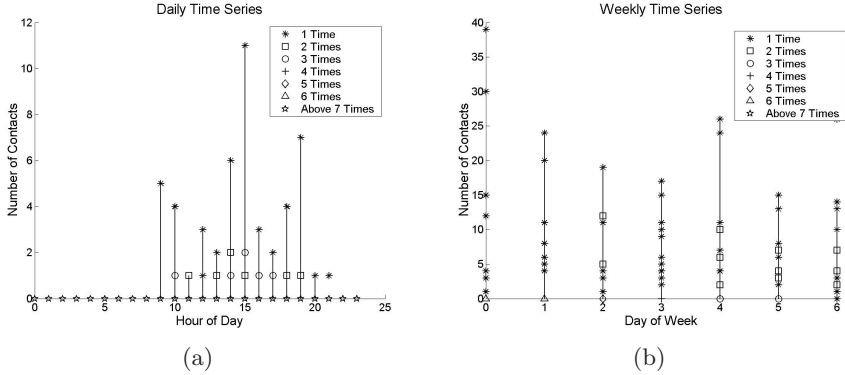 Daily Time Series
12
10
8
6
4
2
0
Number of Contacts
0 5 10 15 20 25
Hour of Day
1 Time
2 Times
3 Times
4 Times
5 Times
6 Times
Above 7 Times
(a)
Weekly Time Series
40
35
30
25
20
15
10
5
0
Number of Contacts
0 1 2 3 4 5 6
Day of Week
1 Time
2 Times
3 Times
4 Times
5 Times
6 Times
Above 7 Times
(b)